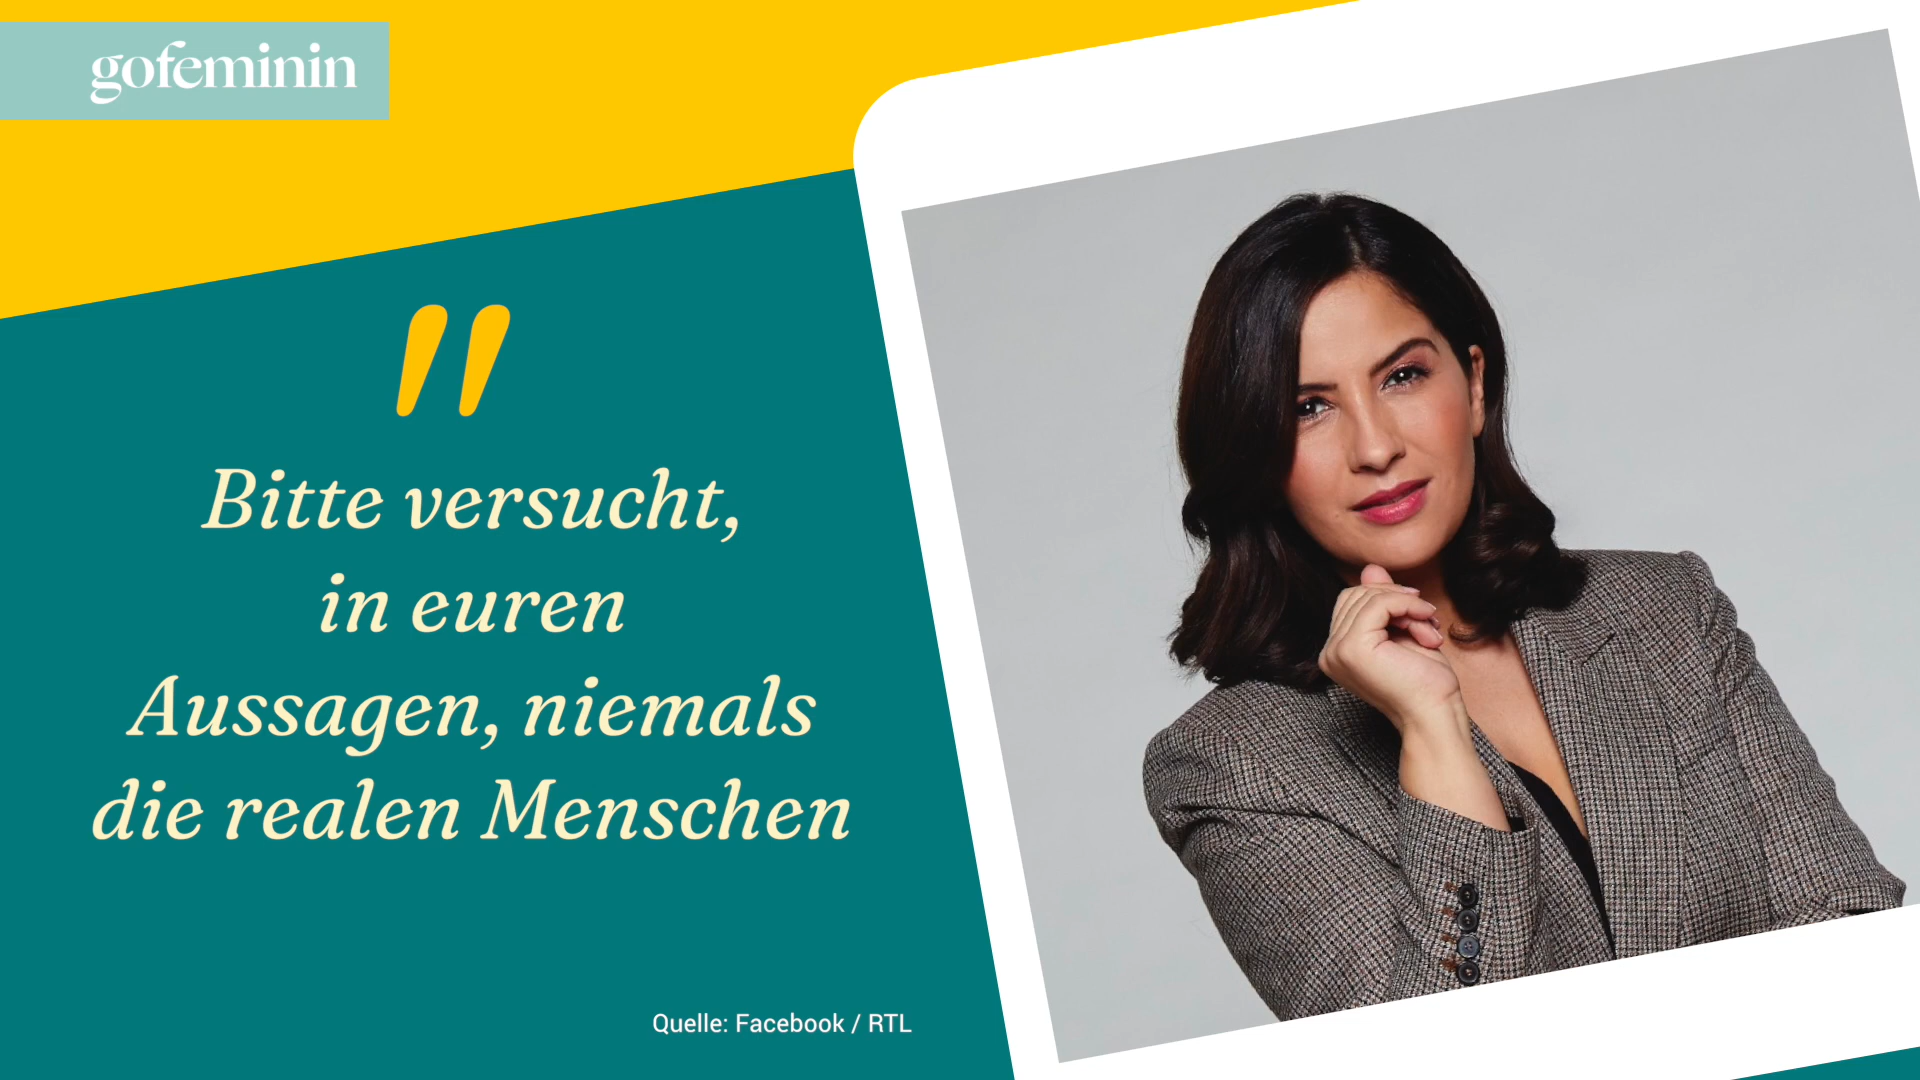 gofeminin
"
Bitte versucht,
in euren
Aussagen, niemals
die realen Menschen
Quelle: Facebook / RTL